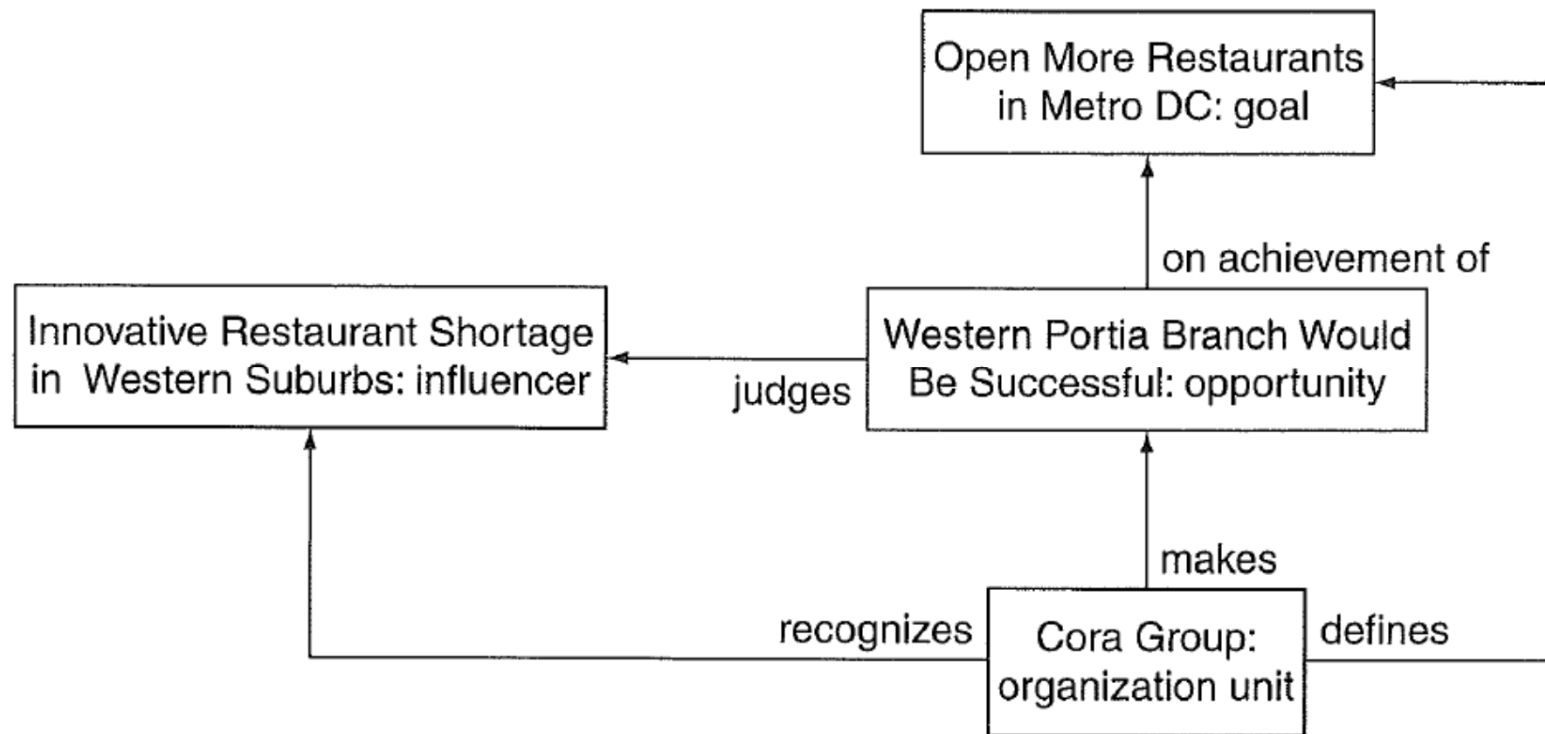 Open More Restaurants
in Metro DC: goal
on achievement of
Innovative Restaurant Shortage
in Western Suburbs: influencer
judges
Western Portia Branch Would
Be Successful: opportunity
makes
recognizes
Cora Group:
organization unit
defines